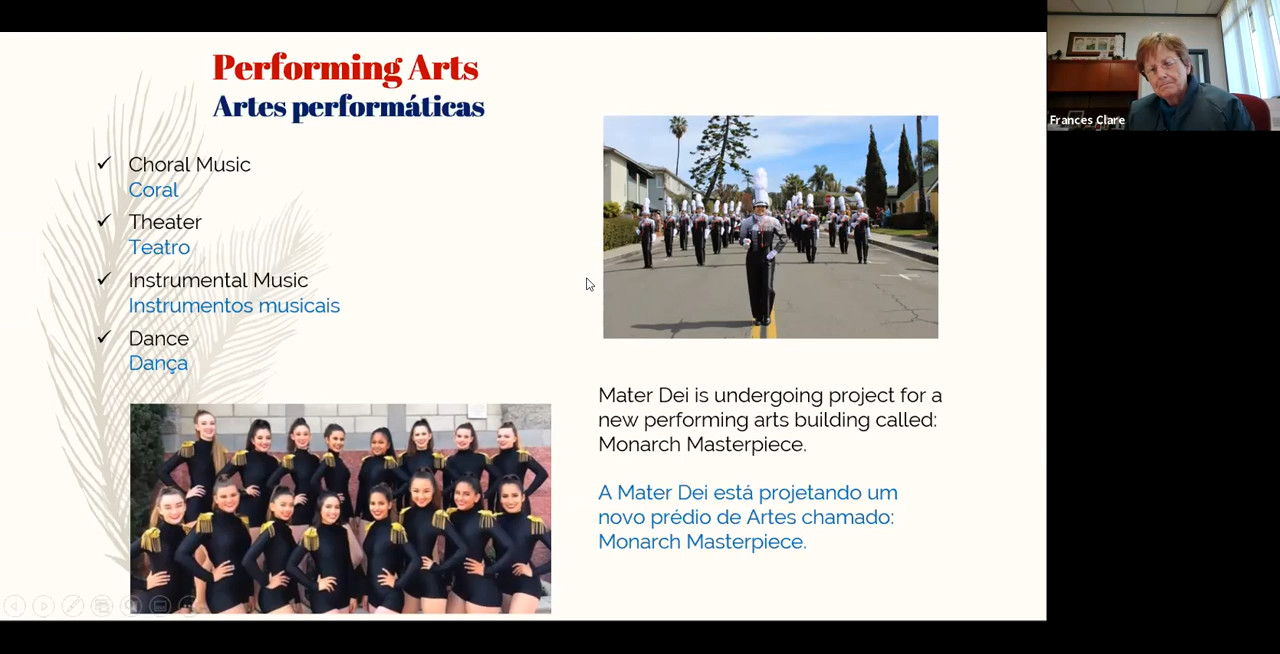 Performing Arts
Artes performáticas
Choral Music
Coral
Theater
Teatro
Instrumental Music
Instrumentos musicais
Dance
Dança
Mater Dei is undergoing project for a
new performing arts building called:
Monarch Masterpiece.
A Mater Dei está projetando um
novo prédio de Artes chamado:
Monarch Masterpiece.
Frances Clare